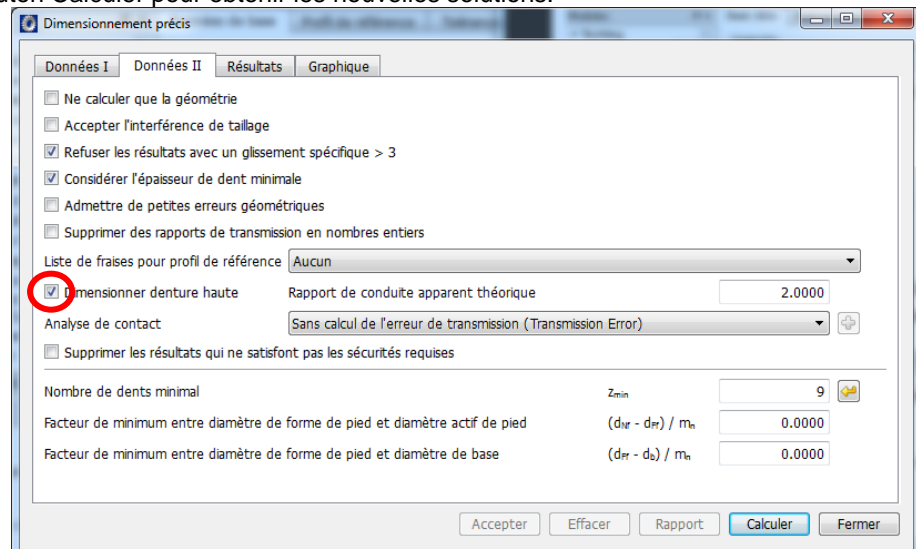 Calculer pour obtenir les nouvelles solutions.
Dimensionnement précis
Données I Données II Résultats Graphique
Ne calculer que la géométrie
Accepter l'interférence de taillage
Refuser les résultats avec un glissement spécifique > 3
Considérer l'épaisseur de dent minimale
Admettre de petites erreurs géométriques
Supprimer des rapports de transmission en nombres entiers
Liste de fraises pour profil de référence Aucun
Dimensionner denture haute Rapport de conduite apparent théorique 2.0000
Analyse de contact Sans calcul de l'erreur de transmission (Transmission Error)
Supprimer les résultats qui ne satisfont pas les sécurités requises
Nombre de dents minimal zmin 9
Facteur de minimum entre diamètre de forme de pied et diamètre actif de pied (dNf - dFf) / mn 0.0000
Facteur de minimum entre diamètre de forme de pied et diamètre de base (dFf - db) / mn 0.0000
Accepter Effacer Rapport Calculer Fermer